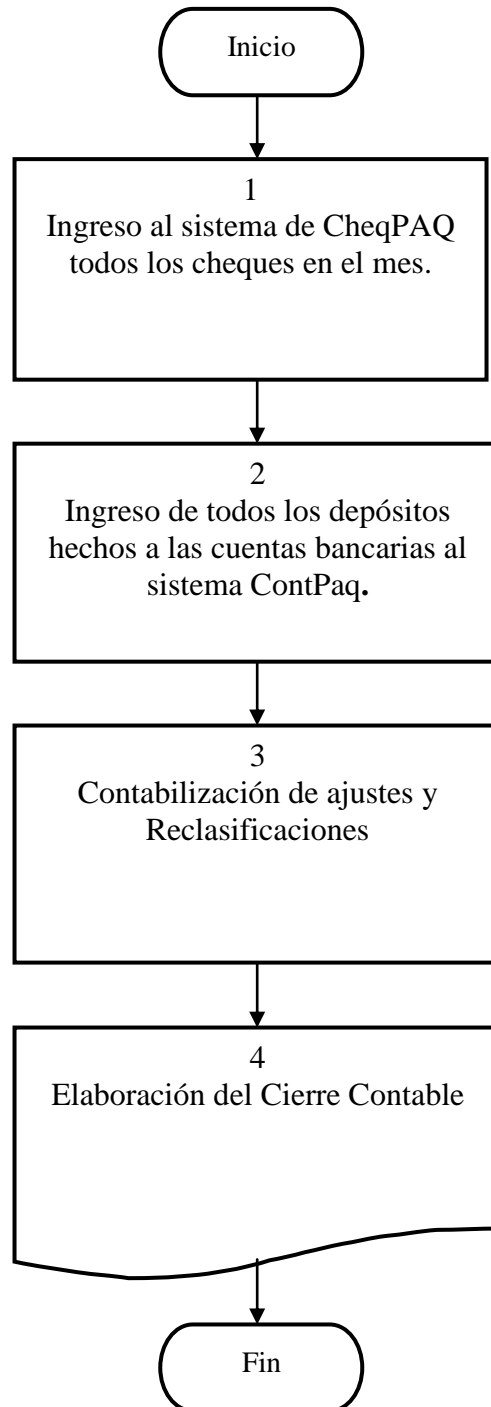 Inicio
1
Ingreso al sistema de CheqPAQ
todos los cheques en el mes.
2
Ingreso de todos los depósitos
hechos a las cuentas bancarias al
sistema ContPaq.
3
Contabilización de ajustes y
Reclasificaciones
4
Elaboración del Cierre Contable
Fin